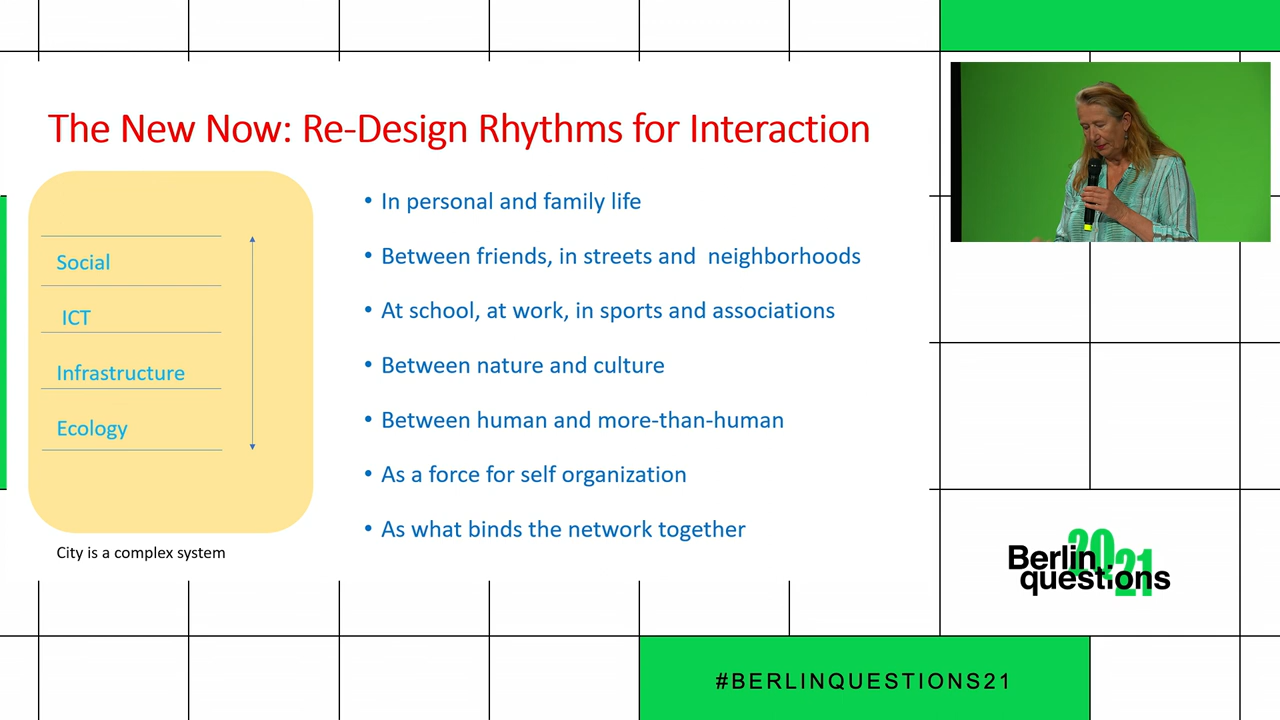 The New Now: Re-Design Rhythms for Interaction
Social
ICT
Infrastructure
Ecology
City is a complex system
• In personal and family life
• Between friends, in streets and  neighborhoods
• At school, at work, in sports and associations
• Between nature and culture
• Between human and more-than-human
• As a force for self organization
• As what binds the network together
Berlin 20
questions 21
#BERLINQUESTIONS21